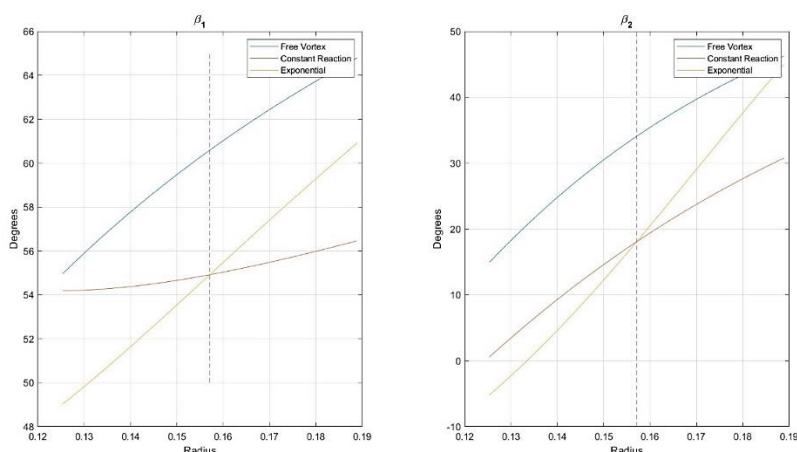 β1
66
64
62
60
58
56
54
52
50
48
Degrees
0.12
0.13
0.14
0.15
0.16
0.17
0.18
0.19
Radius
Free Vortex
Constant Reaction
Exponential
β2
50
40
30
20
10
0
-10
Degrees
0.12
0.13
0.14
0.15
0.16
0.17
0.18
0.19
Radius
Free Vortex
Constant Reaction
Exponential